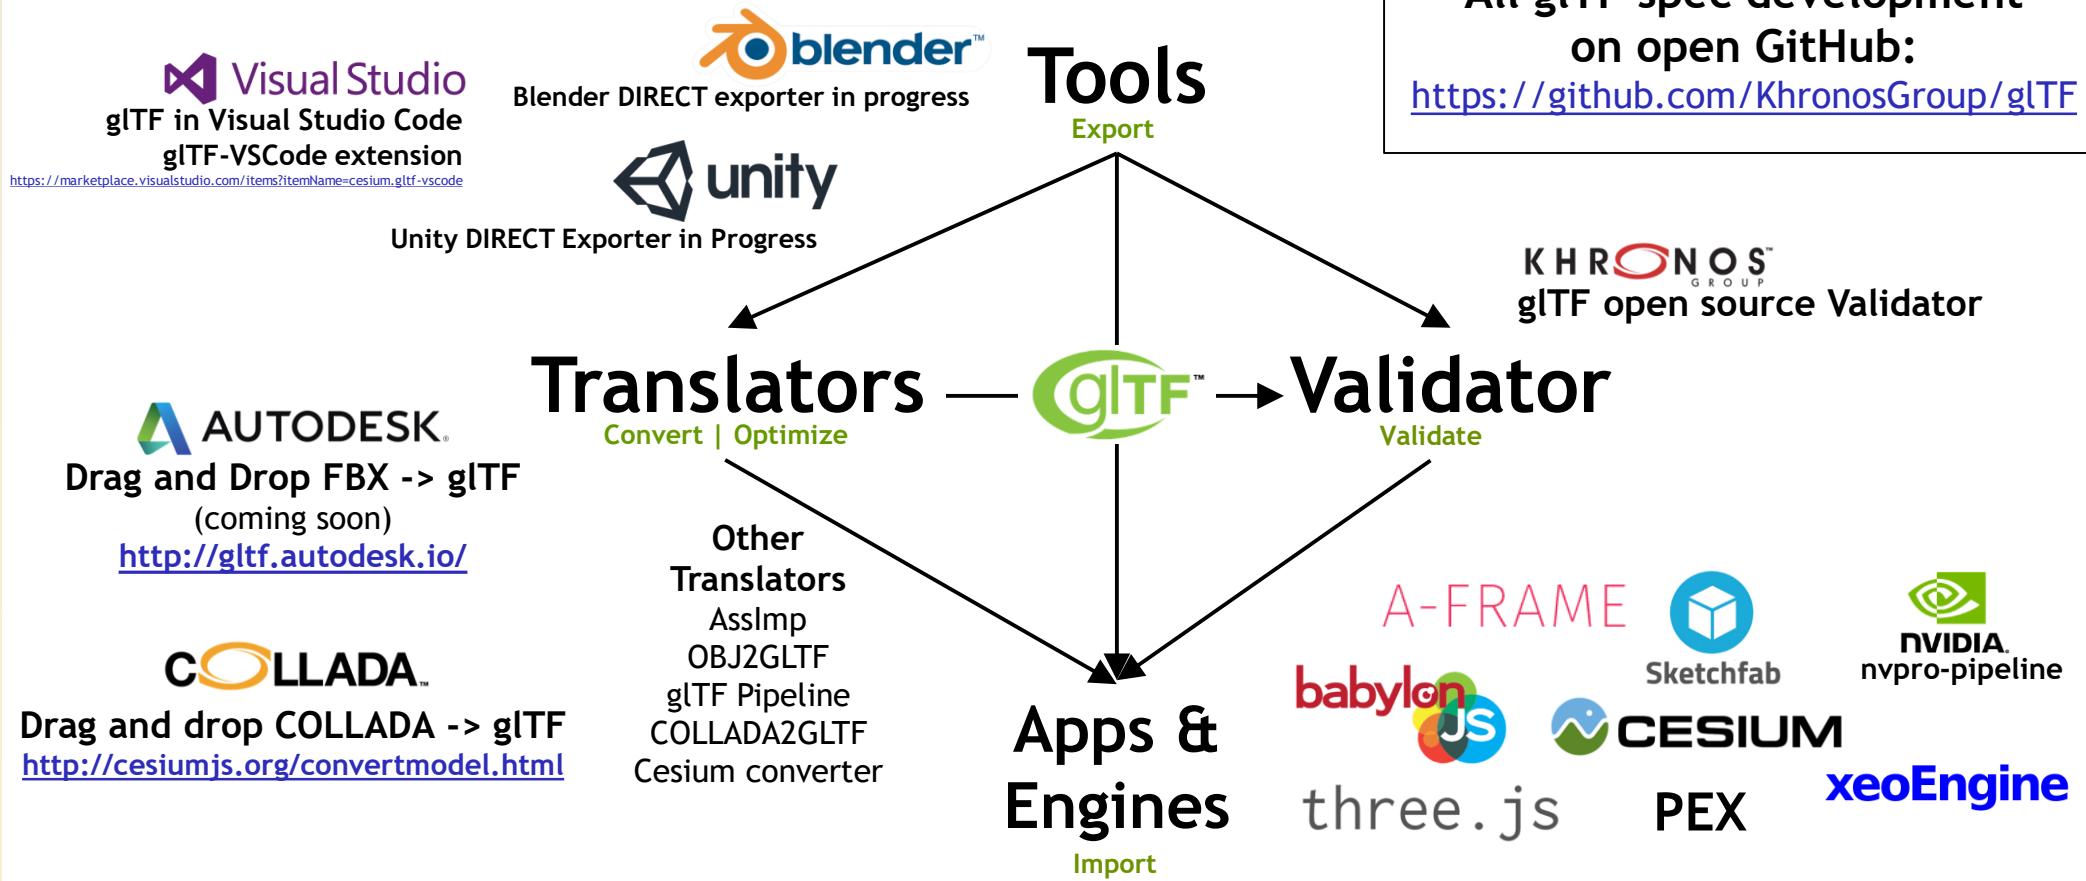 All glTF spec development
on open GitHub:
https://github.com/KhronosGroup/glTF
blender™
Blender DIRECT exporter in progress
Visual Studio
glTF in Visual Studio Code
glTF-VSCode extension
https://marketplace.visualstudio.com/items?itemName=cesium.gltf-vscode
unity
Unity DIRECT Exporter in Progress
Tools
Export
KHRONOS™
GROUP
glTF open source Validator
Translators
Convert | Optimize
glTF™
Validator
Validate
AUTODESK.
Drag and Drop FBX -> glTF
(coming soon)
http://gltf.autodesk.io/
COLLADA™
Drag and drop COLLADA -> glTF
http://cesiumjs.org/convertmodel.html
Other
Translators
AssImp
OBJ2GLTF
glTF Pipeline
COLLADA2GLTF
Cesium converter
Apps &
Engines
Import
A-FRAME
Sketchfab
NVIDIA.
nvpro-pipeline
babylon
JS
CESIUM
three.js
PEX
xeoEngine